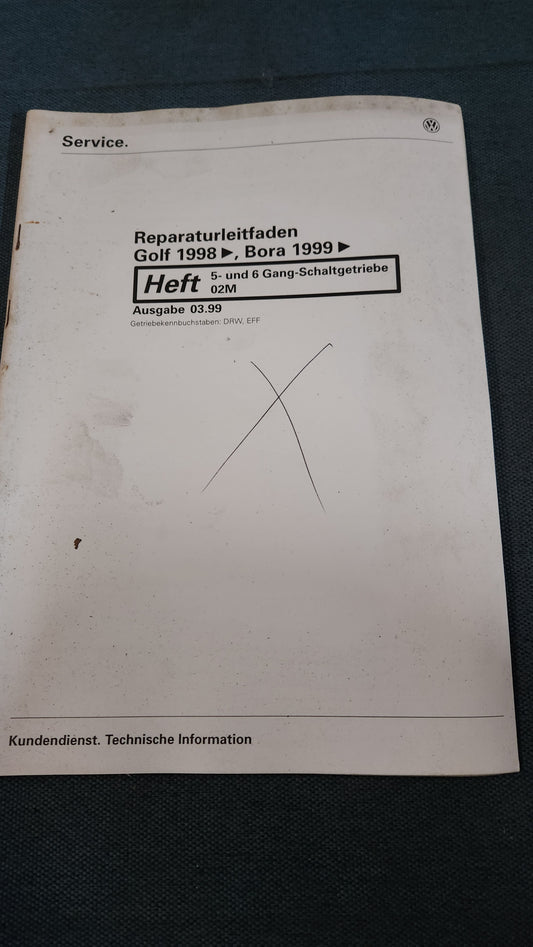 Service.
Reparaturleitfaden
Golf 1998 ►, Bora 1999 ►
Heft 5- und 6 Gang-Schaltgetriebe
02M
Ausgabe 03.99
Getriebekennbuchstaben: DRW, EFF
Kundendienst. Technische Information